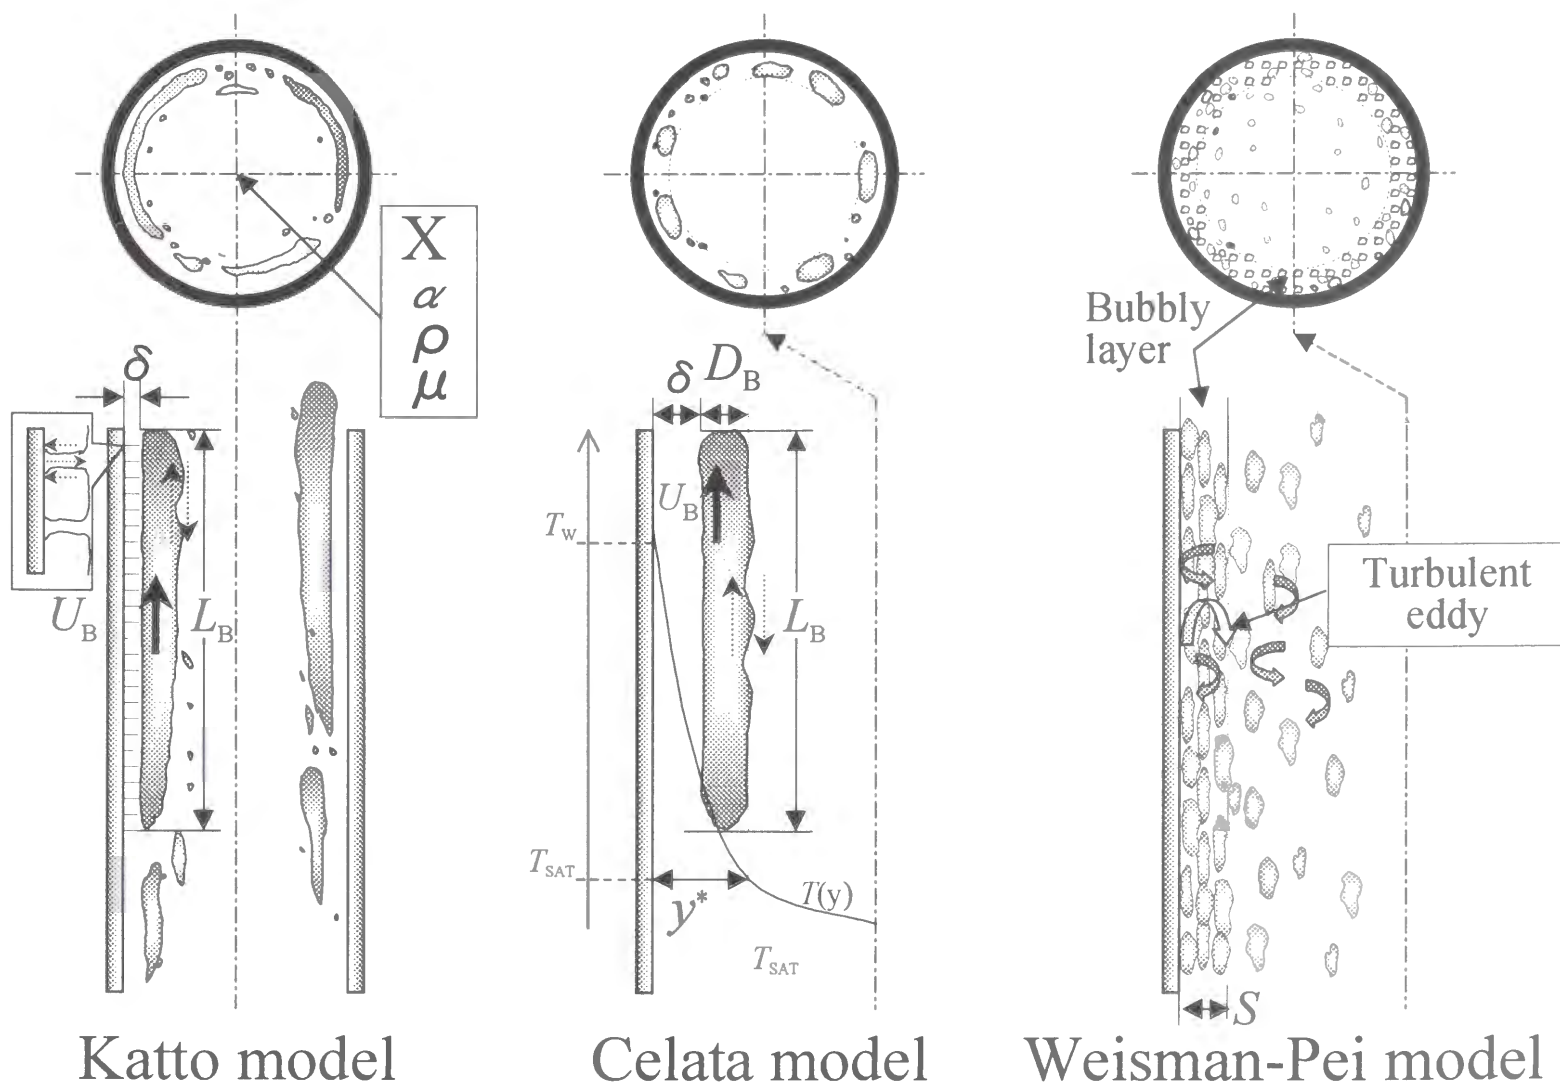 X
α
ρ
μ
δ
U_B
L_B
Katto model
δ
D_B
U_B
T_W
L_B
T_SAT
y*
T(y)
T_SAT
Celata model
Bubbly
layer
Turbulent
eddy
S
Weisman-Pei model